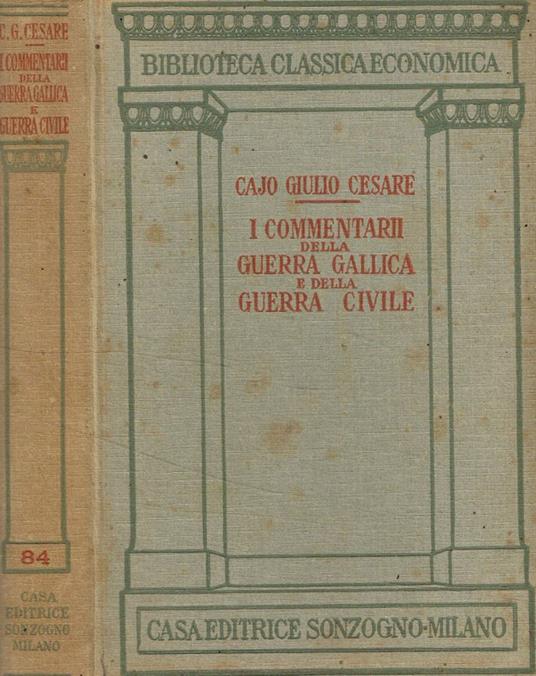 C. G. CESARE
I COMMENTARII
DELLA
GUERRA GALLICA
E
GUERRA CIVILE
84
CASA
EDITRICE
SONZOGNO
MILANO
BIBLIOTECA CLASSICA ECONOMICA
CAJO GIULIO CESARE
I COMMENTARII
DELLA
GUERRA GALLICA
E DELLA
GUERRA CIVILE
CASA EDITRICE SONZOGNO-MILANO